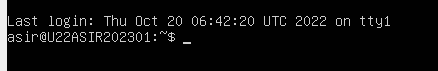 Last login: Thu Oct 20 06:42:20 UTC 2022 on tty1
asir@U22ASIR202301:~$ _